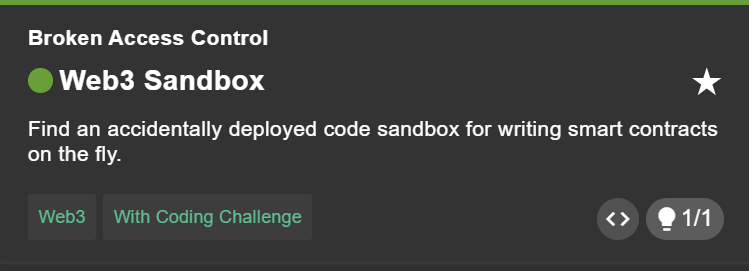 Broken Access Control
Web3 Sandbox
Find an accidentally deployed code sandbox for writing smart contracts
on the fly.
Web3
With Coding Challenge
1/1